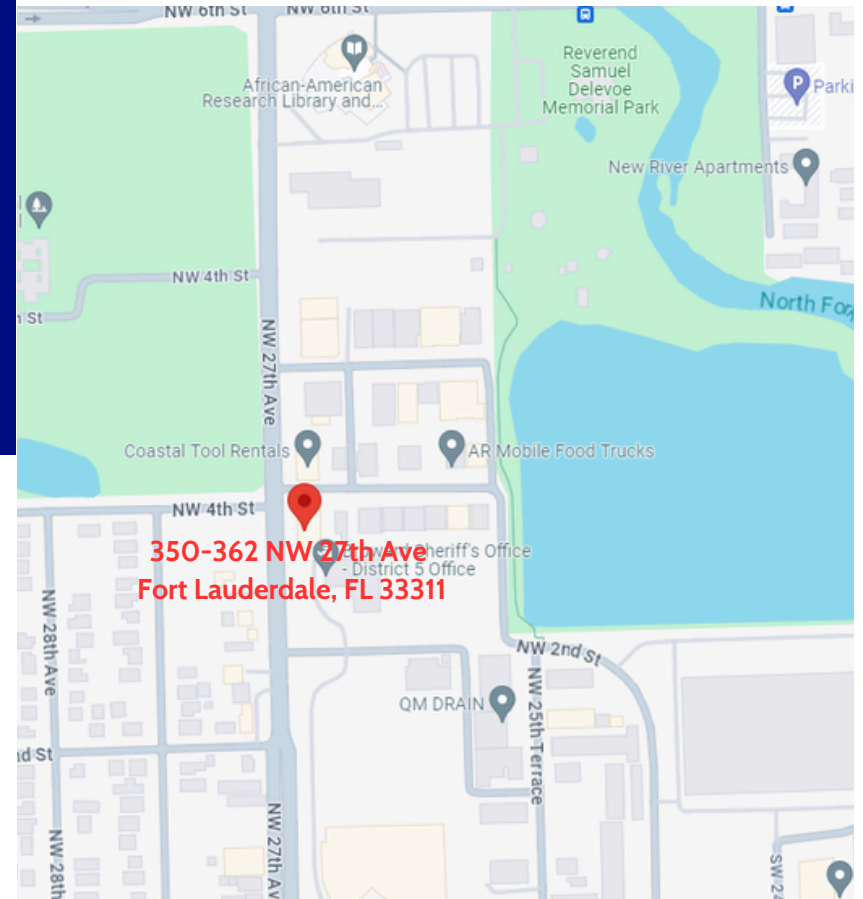 NW 6th St
NW 6th St
Reverend
Samuel
Delevoe
Memorial Park
African-American
Research Library and...
P Parki
New River Apartments
l
l
NW 4th St
North For
h St
NW 27th Ave
Coastal Tool Rentals
AR Mobile Food Trucks
NW 4th St
350-362 NW 27th Ave
Fort Lauderdale, FL 33311
Broward Sheriff's Office
- District 5 Office
NW 28th Ave
NW 2nd St
QM DRAIN
NW 25th Terrace
nd St
NW 27th Av
NW 28th
SW 24